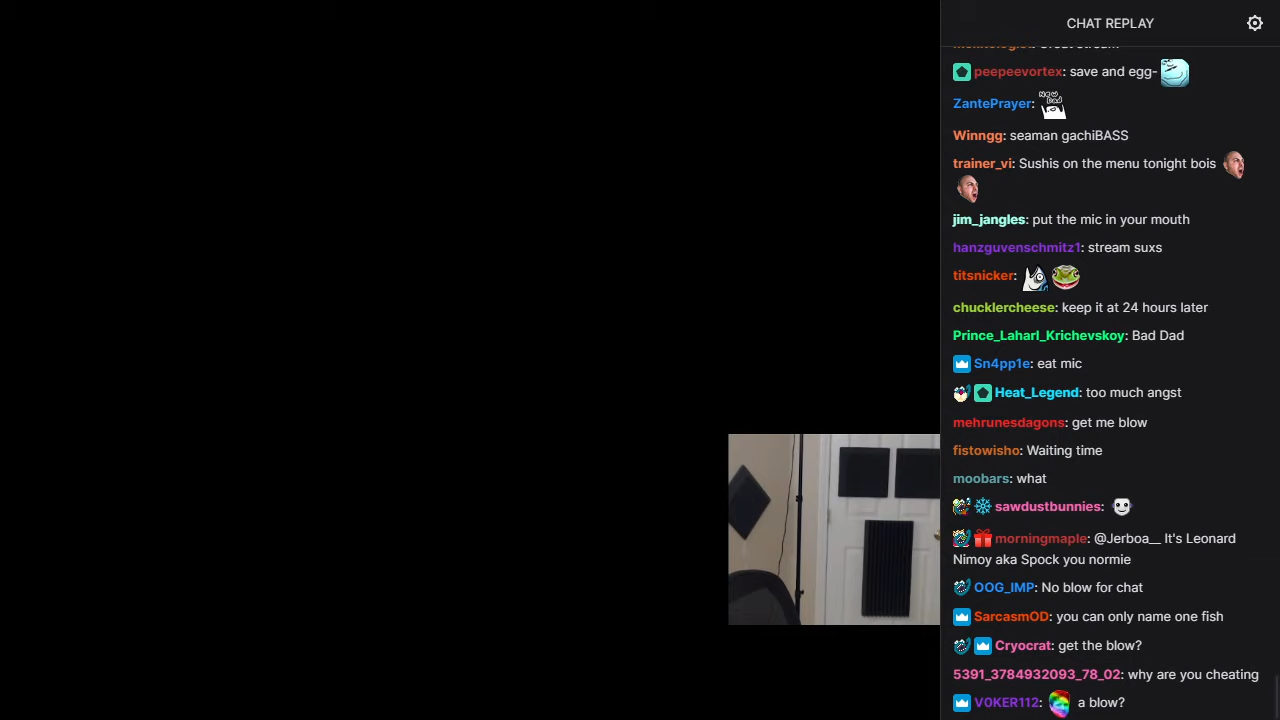 CHAT REPLAY
peepeevortex: save and egg-
ZantePrayer: NEW DAD
Winngg: seaman gachiBASS
trainer_vi: Sushis on the menu tonight bois
jim_jangles: put the mic in your mouth
hanzguvenschmitz1: stream suxs
titsnicker:
chucklercheese: keep it at 24 hours later
Prince_Laharl_Krichevskoy: Bad Dad
Sn4pp1e: eat mic
Heat_Legend: too much angst
mehrunesdagons: get me blow
fistowisho: Waiting time
moobars: what
sawdustbunnies:
morningmaple: @Jerboa__ It's Leonard
Nimoy aka Spock you normie
OOG_IMP: No blow for chat
SarcasmOD: you can only name one fish
Cryocrat: get the blow?
5391_3784932093_78_02: why are you cheating
V0KER112: a blow?